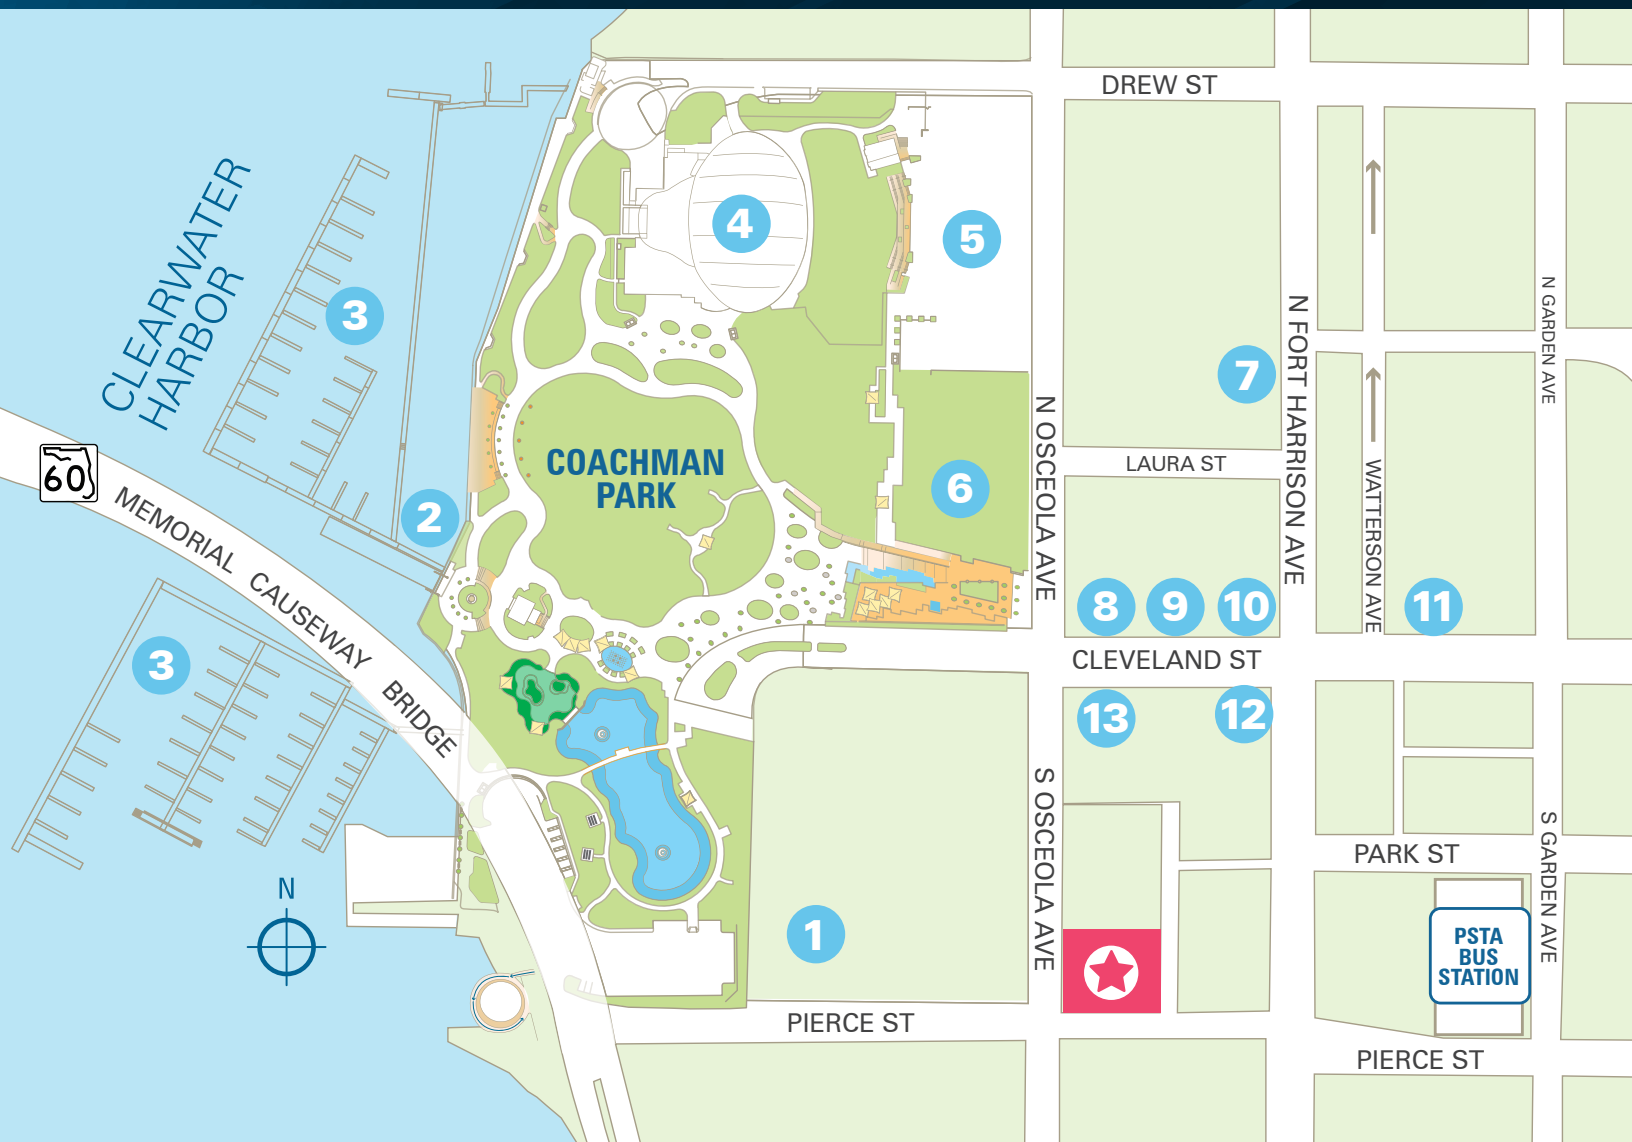 DREW ST
CLEARWATER
HARBOR
4
5
3
N GARDEN AVE
N FORT HARRISON AVE
7
N OSCEOLA AVE
COACHMAN
PARK
LAURA ST
60
6
WATTERSON AVE
2
MEMORIAL CAUSEWAY BRIDGE
8
9
10
11
CLEVELAND ST
3
13
12
S OSCEOLA AVE
S GARDEN AVE
PARK ST
N
1
PSTA
BUS
STATION
PIERCE ST
PIERCE ST